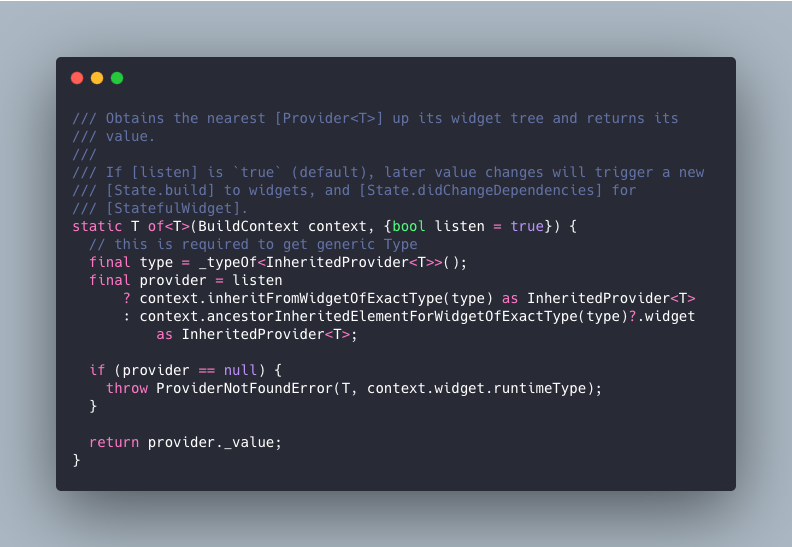 /// Obtains the nearest [Provider<T>] up its widget tree and returns its
/// value.
///
/// If [listen] is `true` (default), later value changes will trigger a new
/// [State.build] to widgets, and [State.didChangeDependencies] for
/// [StatefulWidget].
static T of<T>(BuildContext context, {bool listen = true}) {
  // this is required to get generic Type
  final type = _typeOf<InheritedProvider<T>>();
  final provider = listen
      ? context.inheritFromWidgetOfExactType(type) as InheritedProvider<T>
      : context.ancestorInheritedElementForWidgetOfExactType(type)?.widget
          as InheritedProvider<T>;

  if (provider == null) {
    throw ProviderNotFoundError(T, context.widget.runtimeType);
  }

  return provider._value;
}